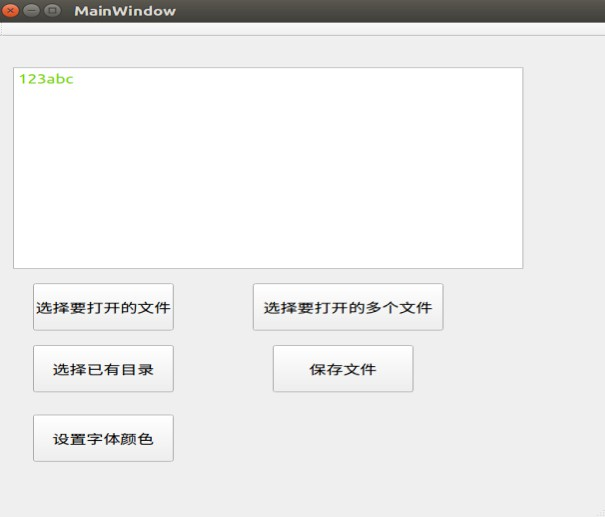 MainWindow
123abc
选择要打开的文件
选择要打开的多个文件
选择已有目录
保存文件
设置字体颜色